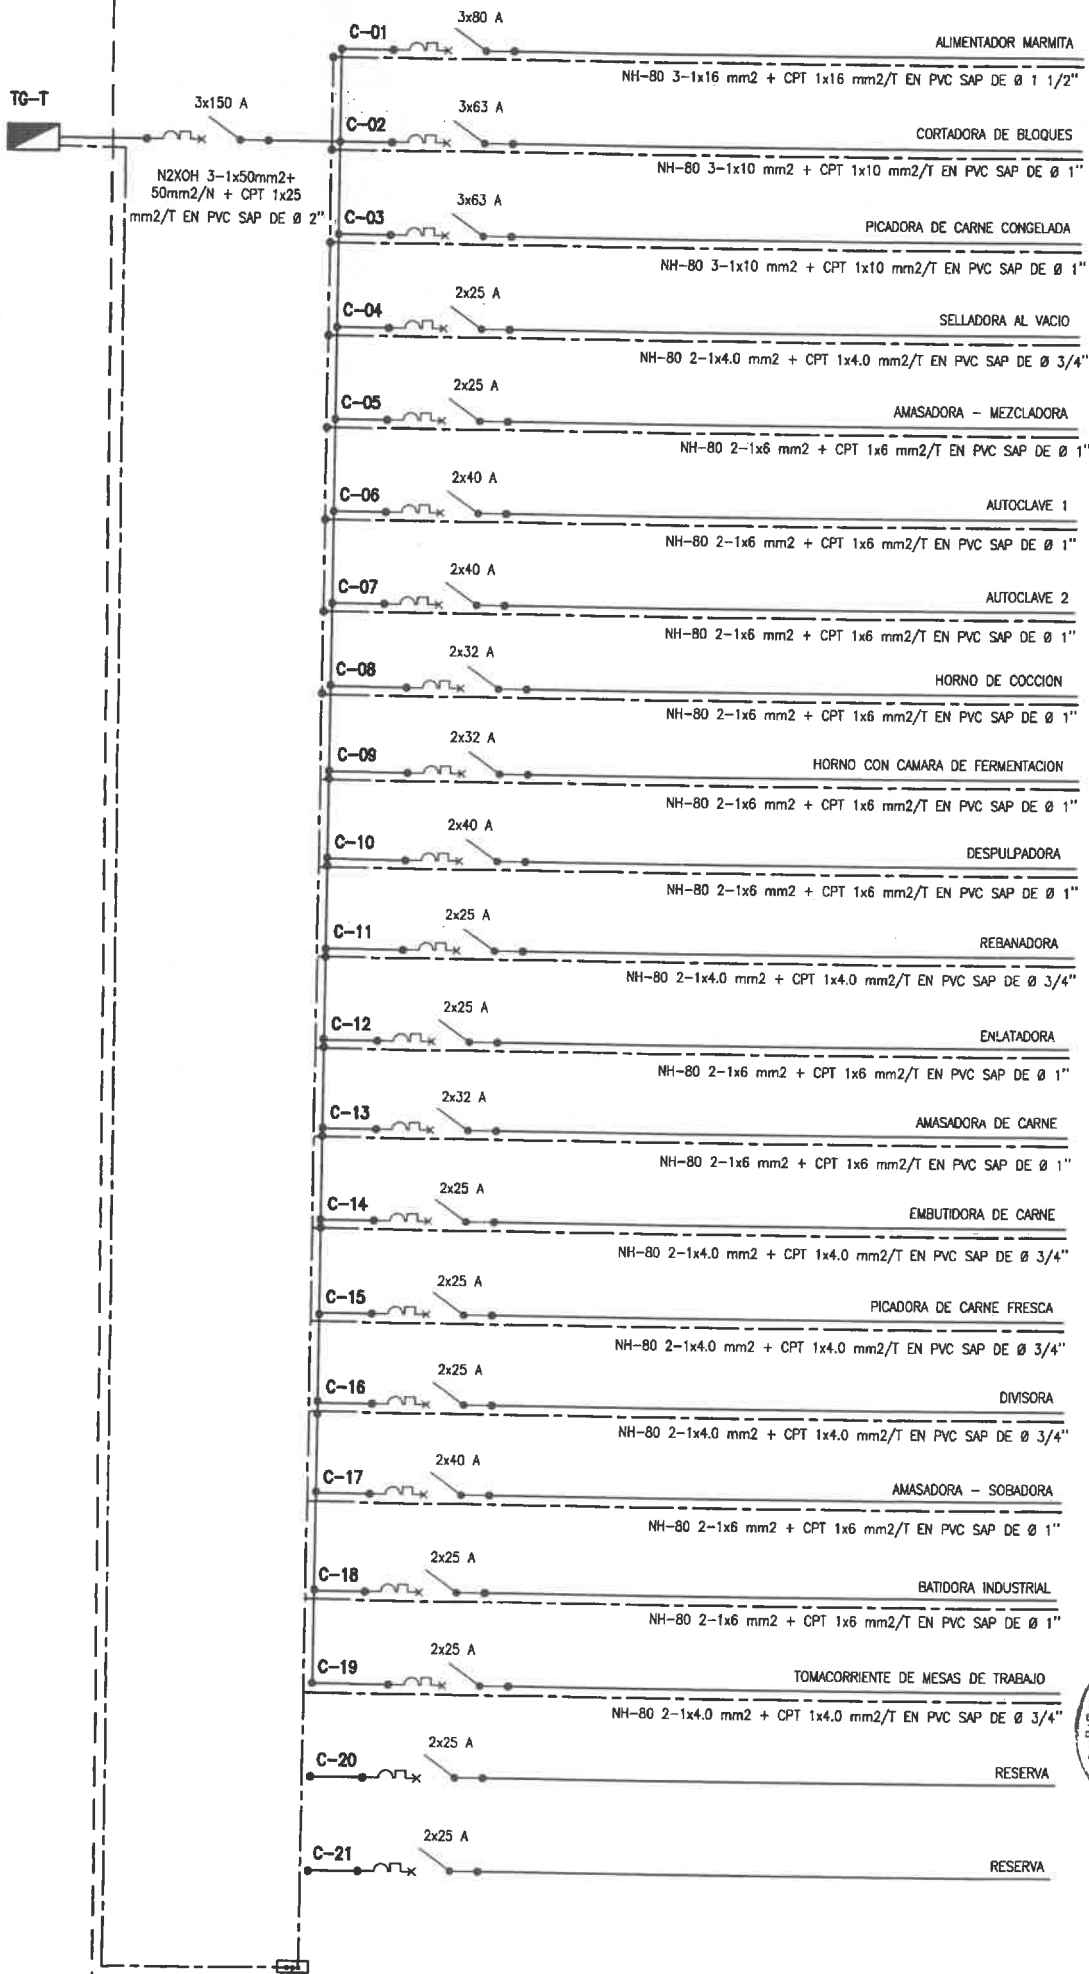 3x80 A
C-01
ALIMENTADOR MARMITA
NH-80 3-1x16 mm2 + CPT 1x16 mm2/T EN PVC SAP DE Ø 1 1/2"
TG-T
3x150 A
N2XOH 3-1x50mm2+
50mm2/N + CPT 1x25
mm2/T EN PVC SAP DE Ø 2"
3x63 A
C-02
CORTADORA DE BLOQUES
NH-80 3-1x10 mm2 + CPT 1x10 mm2/T EN PVC SAP DE Ø 1"
3x63 A
C-03
PICADORA DE CARNE CONGELADA
NH-80 3-1x10 mm2 + CPT 1x10 mm2/T EN PVC SAP DE Ø 1"
2x25 A
C-04
SELLADORA AL VACIO
NH-80 2-1x4.0 mm2 + CPT 1x4.0 mm2/T EN PVC SAP DE Ø 3/4"
2x25 A
C-05
AMASADORA - MEZCLADORA
NH-80 2-1x6 mm2 + CPT 1x6 mm2/T EN PVC SAP DE Ø 1"
2x40 A
C-06
AUTOCLAVE 1
NH-80 2-1x6 mm2 + CPT 1x6 mm2/T EN PVC SAP DE Ø 1"
2x40 A
C-07
AUTOCLAVE 2
NH-80 2-1x6 mm2 + CPT 1x6 mm2/T EN PVC SAP DE Ø 1"
2x32 A
C-08
HORNO DE COCCION
NH-80 2-1x6 mm2 + CPT 1x6 mm2/T EN PVC SAP DE Ø 1"
2x32 A
C-09
HORNO CON CAMARA DE FERMENTACION
NH-80 2-1x6 mm2 + CPT 1x6 mm2/T EN PVC SAP DE Ø 1"
2x40 A
C-10
DESPULPADORA
NH-80 2-1x6 mm2 + CPT 1x6 mm2/T EN PVC SAP DE Ø 1"
2x25 A
C-11
REBANADORA
NH-80 2-1x4.0 mm2 + CPT 1x4.0 mm2/T EN PVC SAP DE Ø 3/4"
2x25 A
C-12
ENLATADORA
NH-80 2-1x6 mm2 + CPT 1x6 mm2/T EN PVC SAP DE Ø 1"
2x32 A
C-13
AMASADORA DE CARNE
NH-80 2-1x6 mm2 + CPT 1x6 mm2/T EN PVC SAP DE Ø 1"
2x25 A
C-14
EMBUTIDORA DE CARNE
NH-80 2-1x4.0 mm2 + CPT 1x4.0 mm2/T EN PVC SAP DE Ø 3/4"
2x25 A
C-15
PICADORA DE CARNE FRESCA
NH-80 2-1x4.0 mm2 + CPT 1x4.0 mm2/T EN PVC SAP DE Ø 3/4"
2x25 A
C-16
DIVISORA
NH-80 2-1x4.0 mm2 + CPT 1x4.0 mm2/T EN PVC SAP DE Ø 3/4"
2x40 A
C-17
AMASADORA - SOBADORA
NH-80 2-1x6 mm2 + CPT 1x6 mm2/T EN PVC SAP DE Ø 1"
2x25 A
C-18
BATIDORA INDUSTRIAL
NH-80 2-1x6 mm2 + CPT 1x6 mm2/T EN PVC SAP DE Ø 1"
2x25 A
C-19
TOMACORRIENTE DE MESAS DE TRABAJO
NH-80 2-1x4.0 mm2 + CPT 1x4.0 mm2/T EN PVC SAP DE Ø 3/4"
2x25 A
C-20
RESERVA
2x25 A
C-21
RESERVA